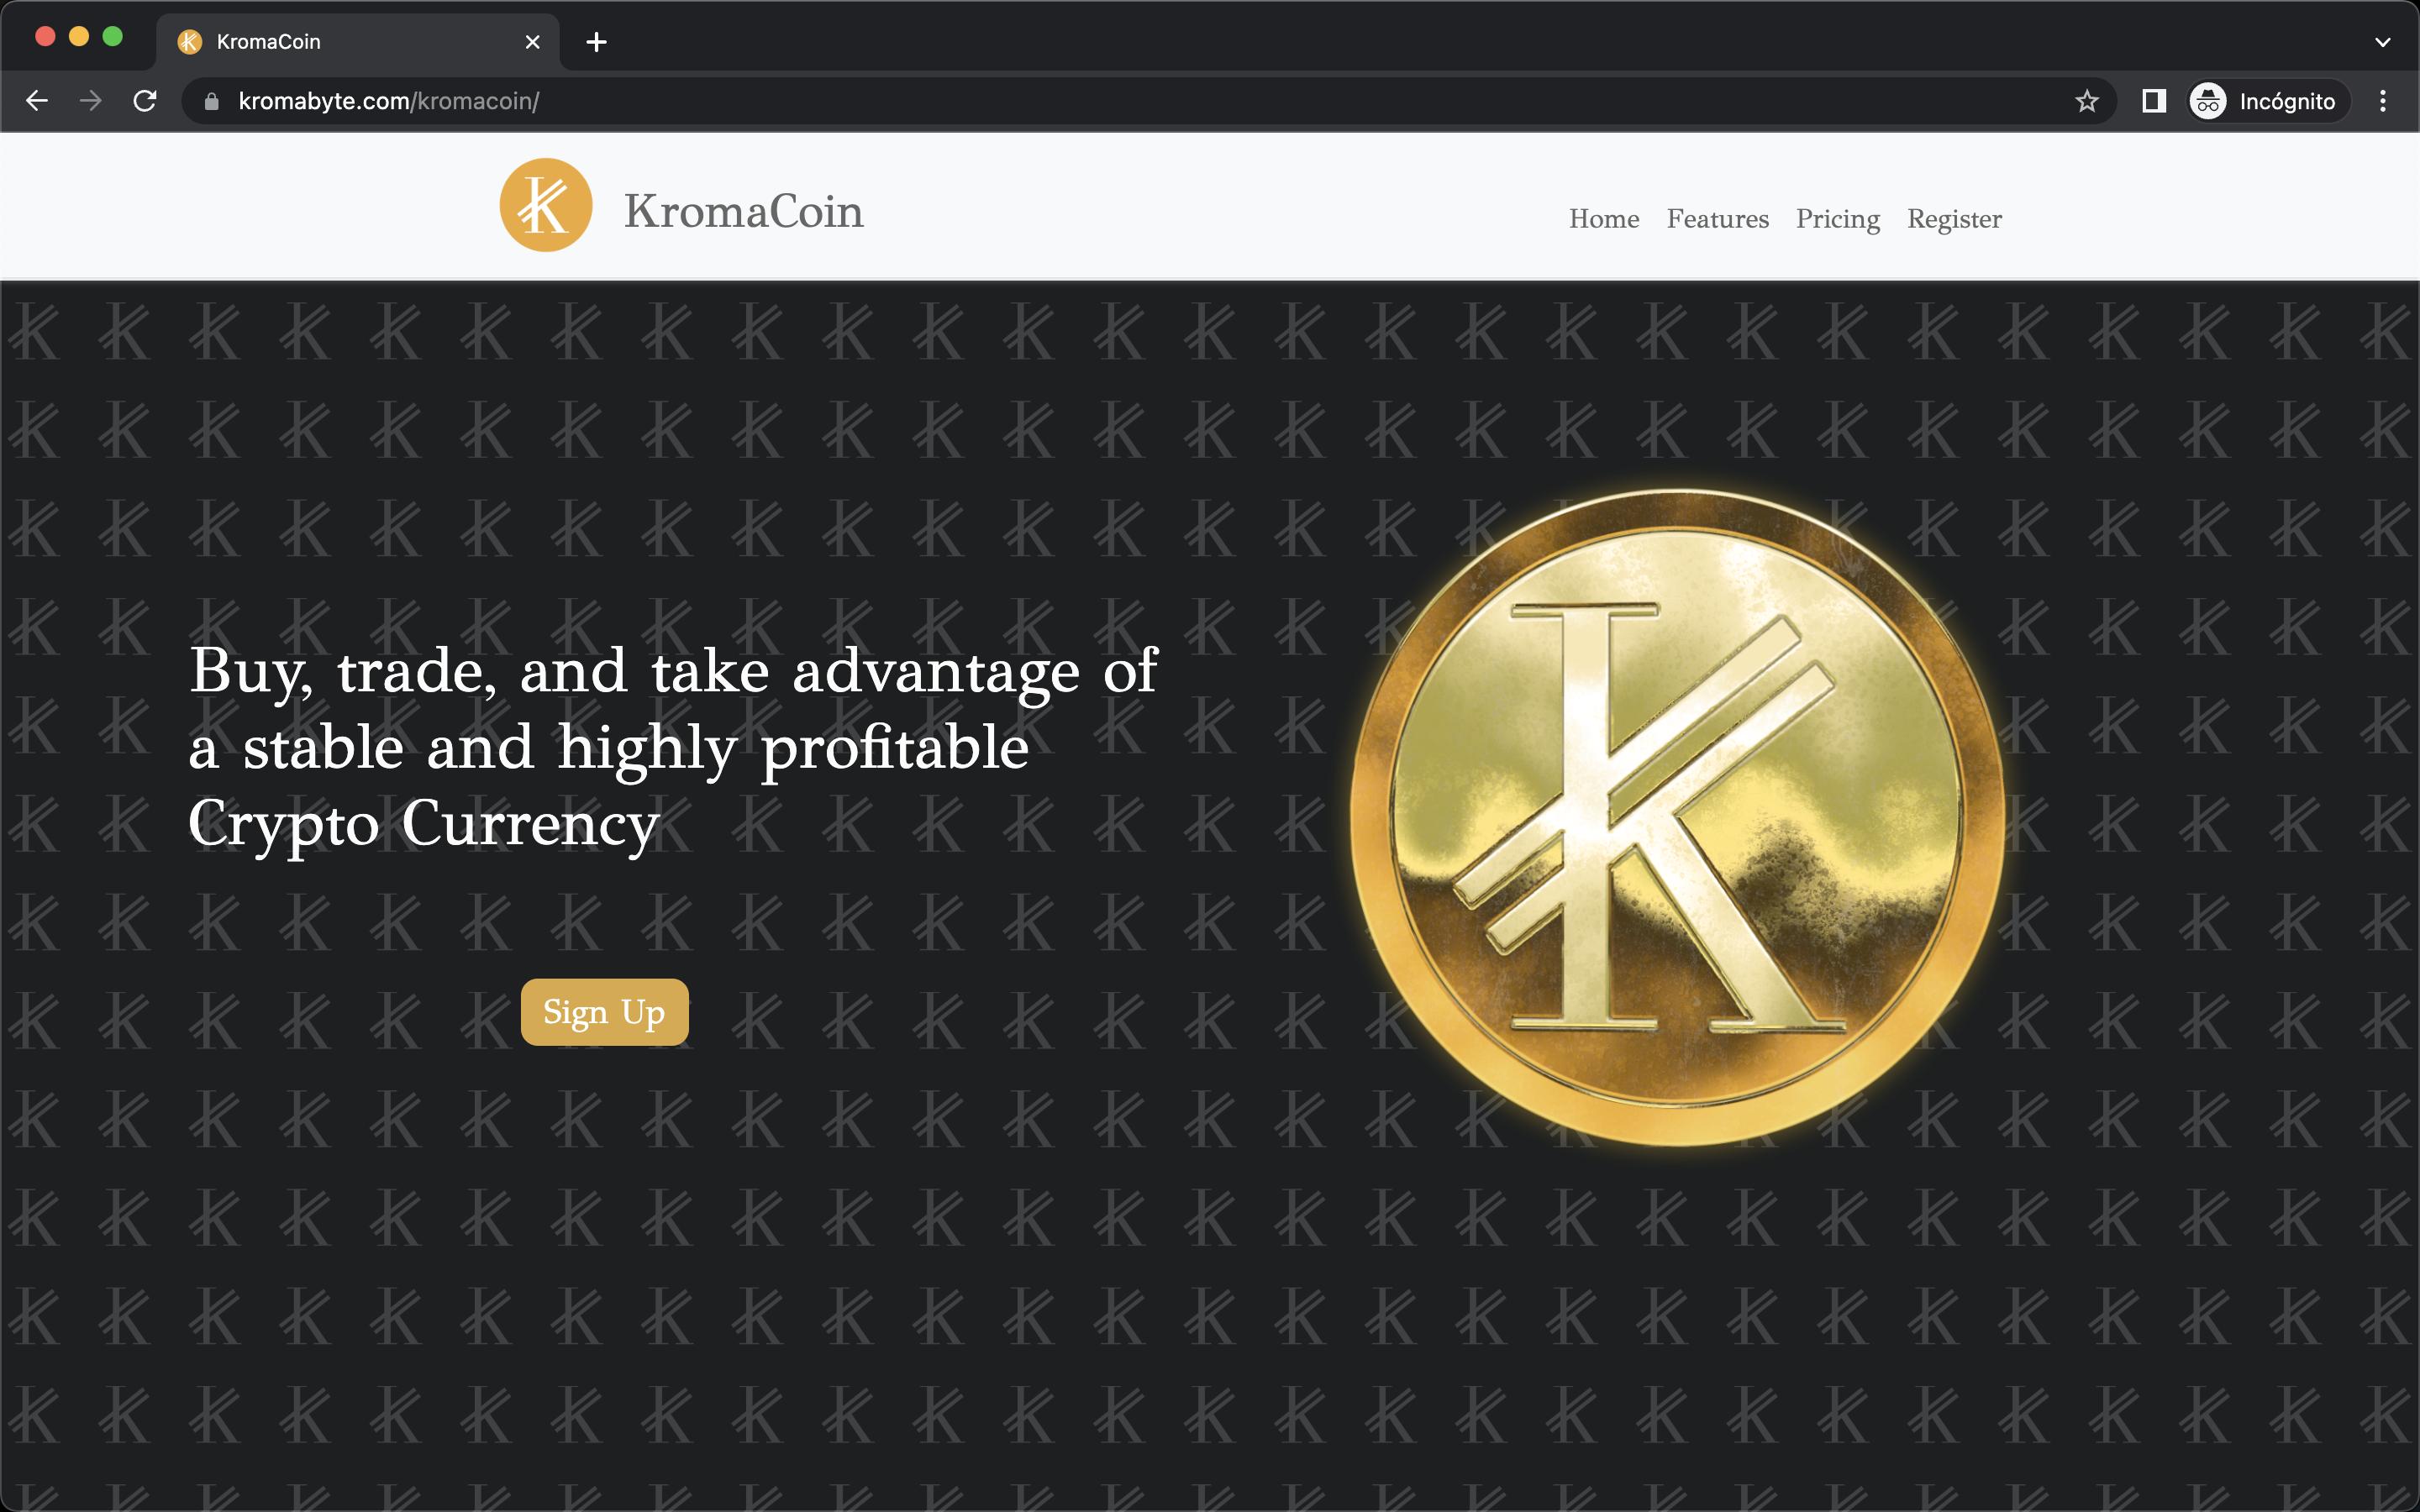 KromaCoin
kromabyte.com/kromacoin/
Incógnito
KromaCoin
Home Features Pricing Register
Buy, trade, and take advantage of
a stable and highly profitable
Crypto Currency
Sign Up